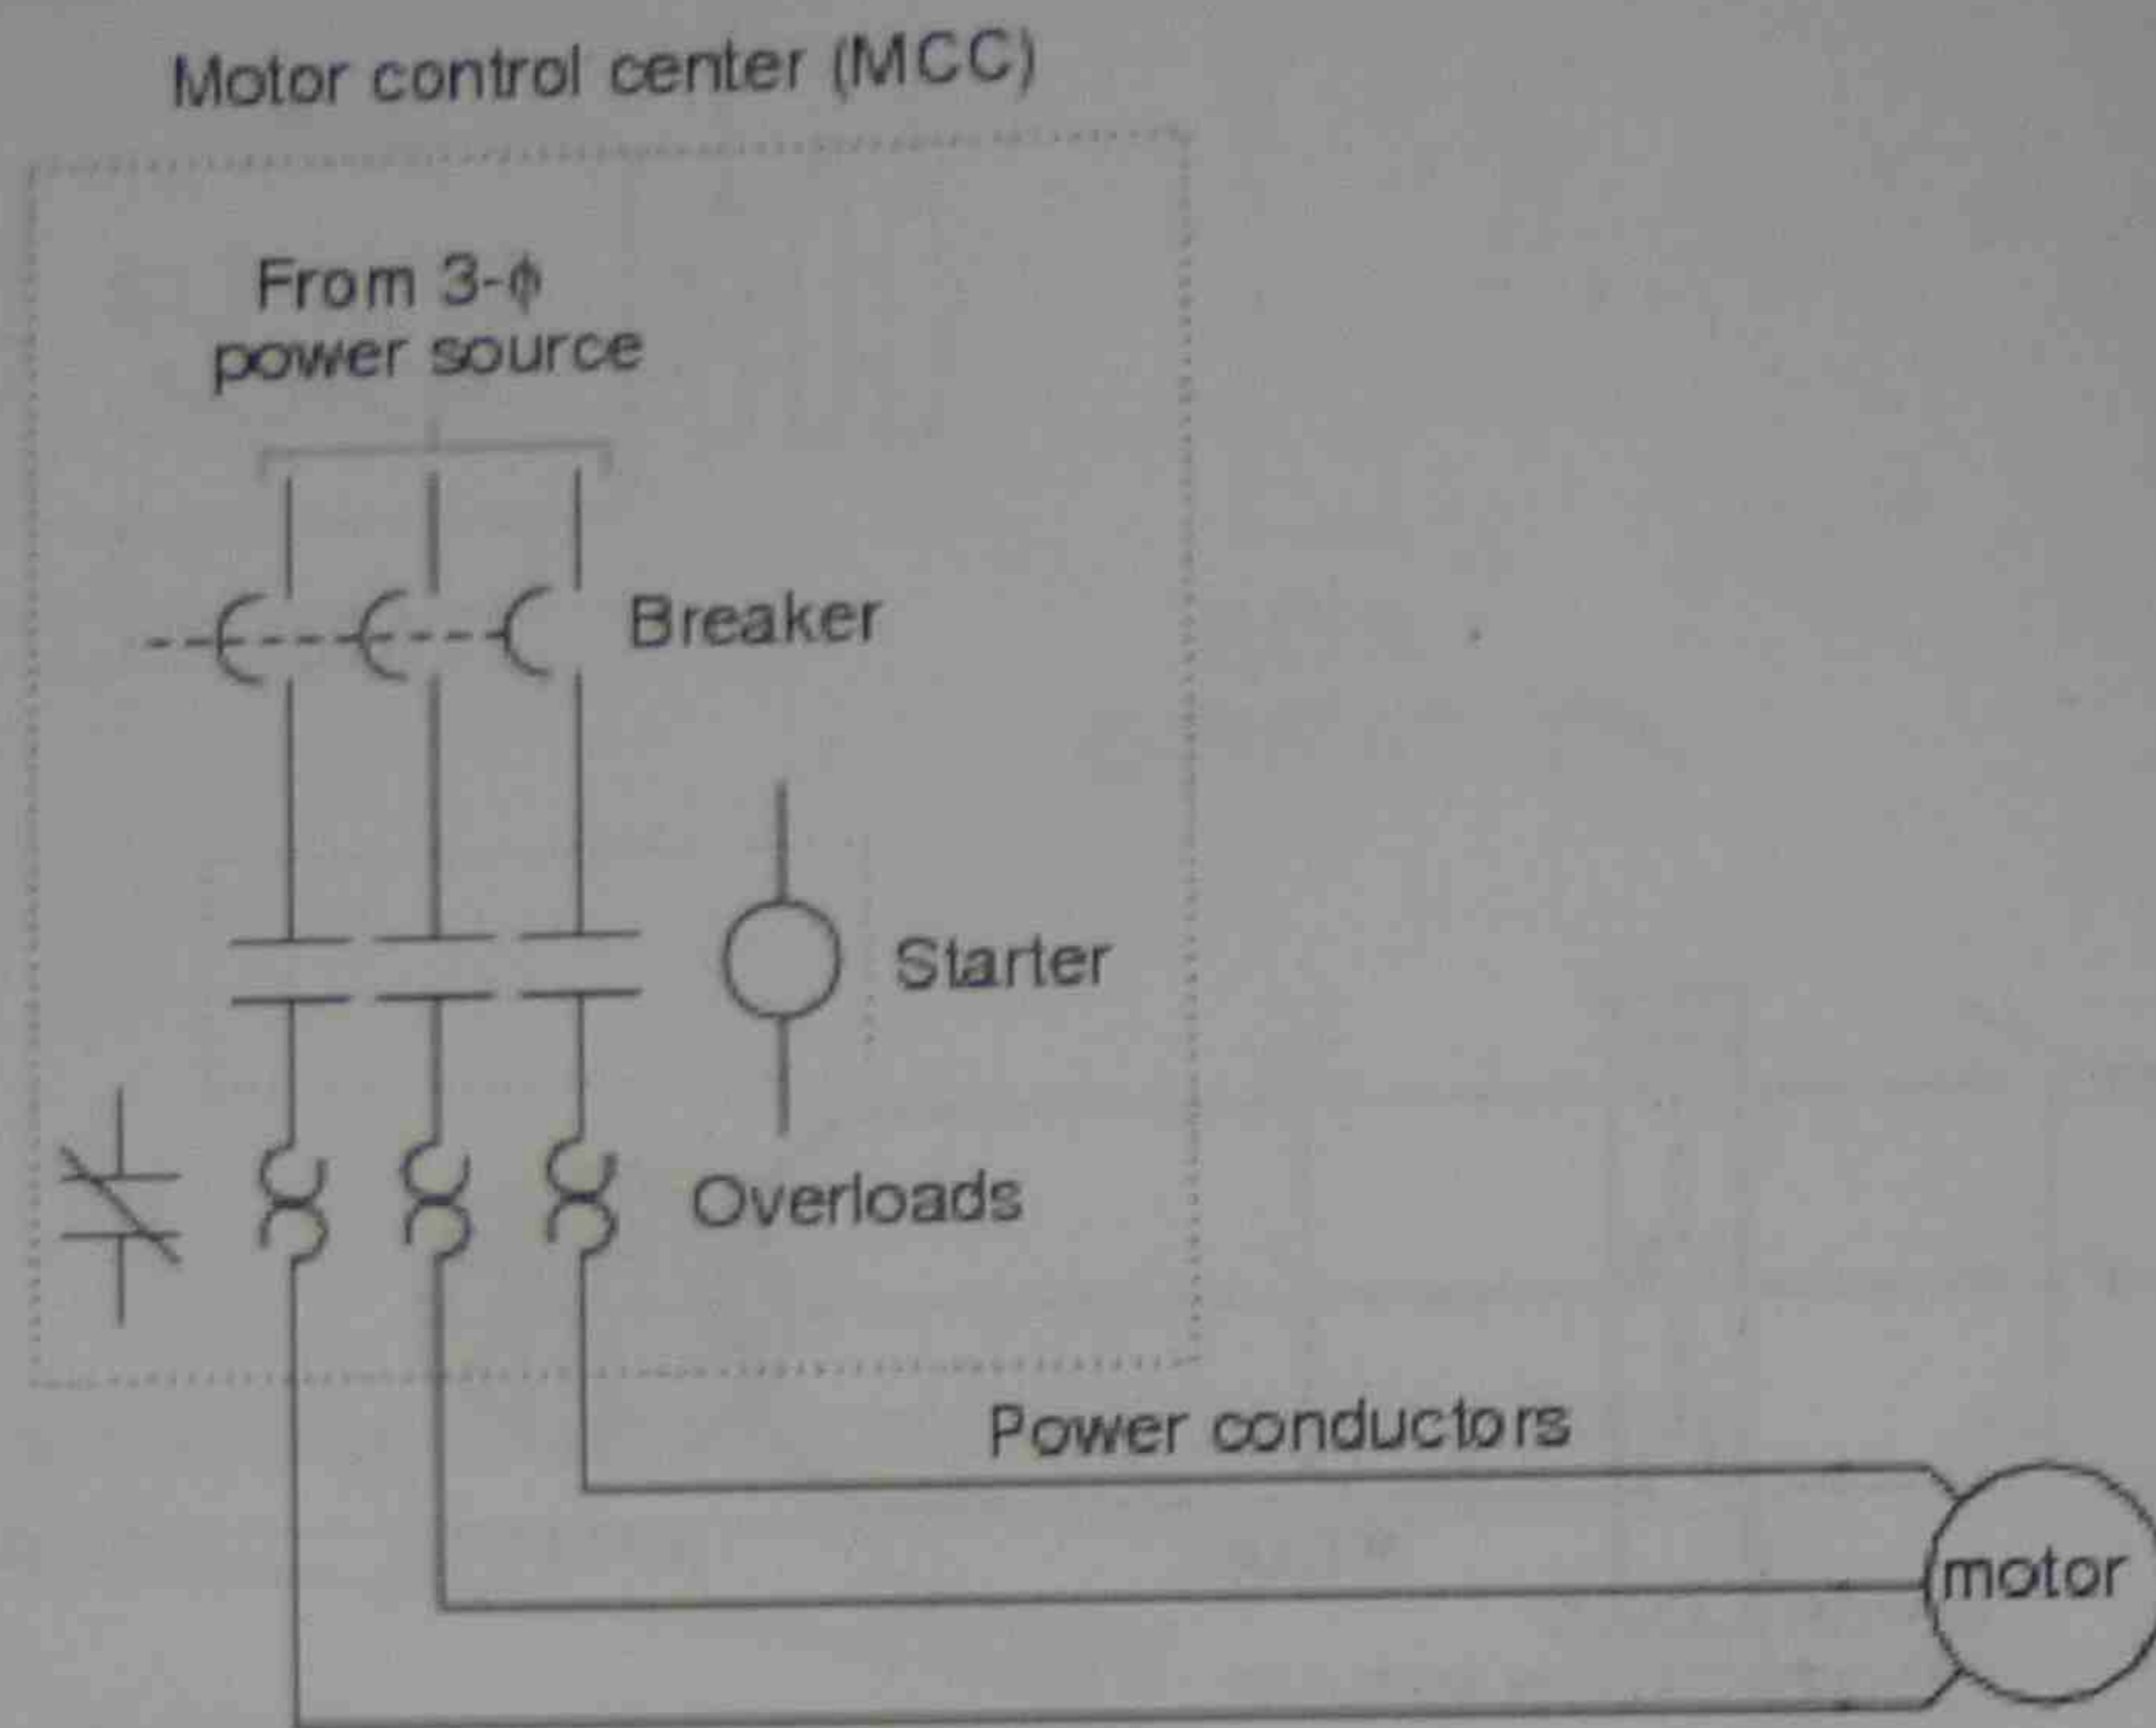 Motor control center (MCC)
From 3-ϕ
power source
Breaker
Starter
Overloads
Power conductors
motor